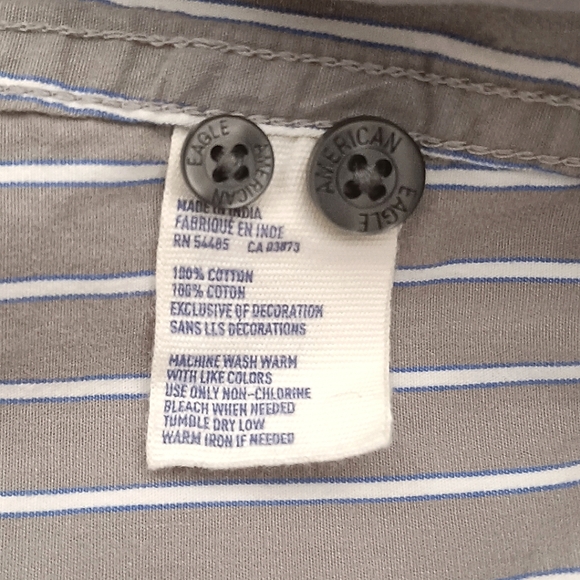 EAGLE AMERICAN
AMERICAN EAGLE
MADE IN INDIA
FABRIQUE EN INDE
RN 54485 CA 03873
100% COTTON
100% COTON
EXCLUSIVE OF DECORATION
SANS LES DÉCORATIONS
MACHINE WASH WARM
WITH LIKE COLORS
USE ONLY NON-CHLORINE
BLEACH WHEN NEEDED
TUMBLE DRY LOW
WARM IRON IF NEEDED